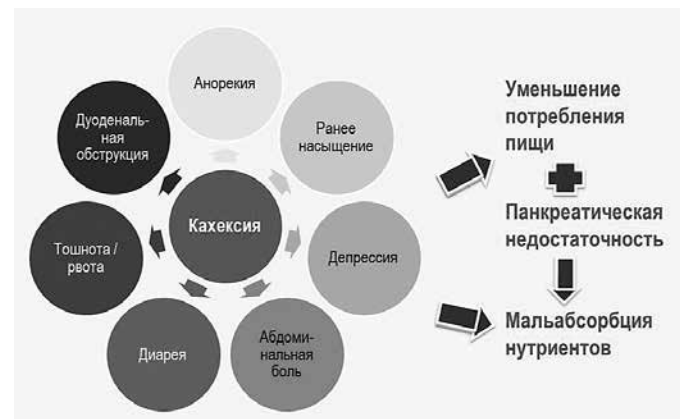 Анорекия
Ранее
насыщение
Депрессия
Абдоми-
нальная
боль
Диарея
Тошнота /
рвота
Дуоденаль-
ная
обструкция
Кахексия
Уменьшение
потребления
пищи
Панкреатическая
недостаточность
Мальабсорбция
нутриентов